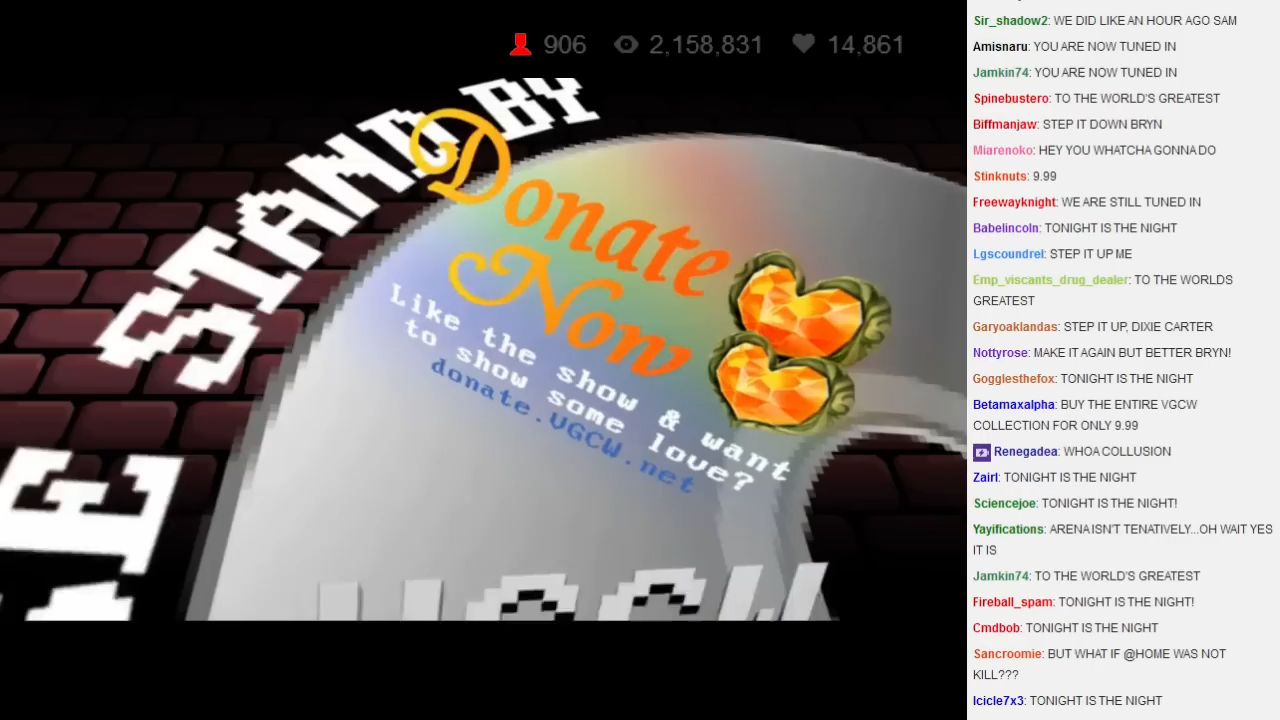 906 2,158,831 14,861
STAND BY
Donate
Now
Like the show & want
to show some love?
donate.VGCW.net
VGCW
Sir_shadow2: WE DID LIKE AN HOUR AGO SAM
Amisnaru: YOU ARE NOW TUNED IN
Jamkin74: YOU ARE NOW TUNED IN
Spinebustero: TO THE WORLD'S GREATEST
Biffmanjaw: STEP IT DOWN BRYN
Miarenoko: HEY YOU WHATCHA GONNA DO
Stinknuts: 9.99
Freewayknight: WE ARE STILL TUNED IN
Babelincoln: TONIGHT IS THE NIGHT
Lgscoundrel: STEP IT UP ME
Emp_viscants_drug_dealer: TO THE WORLDS
GREATEST
Garyoaklandas: STEP IT UP, DIXIE CARTER
Nottyrose: MAKE IT AGAIN BUT BETTER BRYN!
Gogglesthefox: TONIGHT IS THE NIGHT
Betamaxalpha: BUY THE ENTIRE VGCW
COLLECTION FOR ONLY 9.99
Renegadea: WHOA COLLUSION
Zairl: TONIGHT IS THE NIGHT
Sciencejoe: TONIGHT IS THE NIGHT!
Yayifications: ARENA ISN'T TENATIVELY...OH WAIT YES
IT IS
Jamkin74: TO THE WORLD'S GREATEST
Fireball_spam: TONIGHT IS THE NIGHT!
Cmdbob: TONIGHT IS THE NIGHT
Sancroomie: BUT WHAT IF @HOME WAS NOT
KILL???
Icicle7x3: TONIGHT IS THE NIGHT